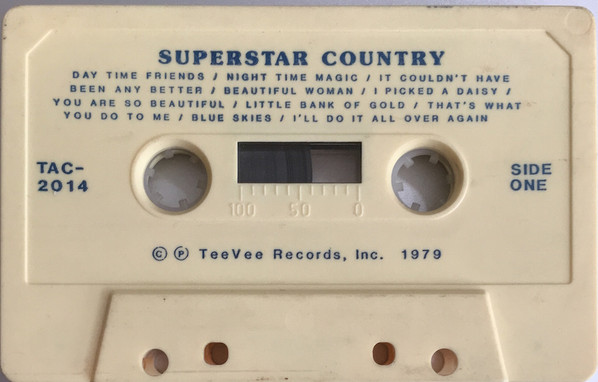 SUPERSTAR COUNTRY
DAY TIME FRIENDS / NIGHT TIME MAGIC / IT COULDN'T HAVE
BEEN ANY BETTER / BEAUTIFUL WOMAN / I PICKED A DAISY /
YOU ARE SO BEAUTIFUL / LITTLE BANK OF GOLD / THAT'S WHAT
YOU DO TO ME / BLUE SKIES / I'LL DO IT ALL OVER AGAIN
TAC-
2014
SIDE
ONE
100 50 0
© ℗ TeeVee Records, Inc. 1979